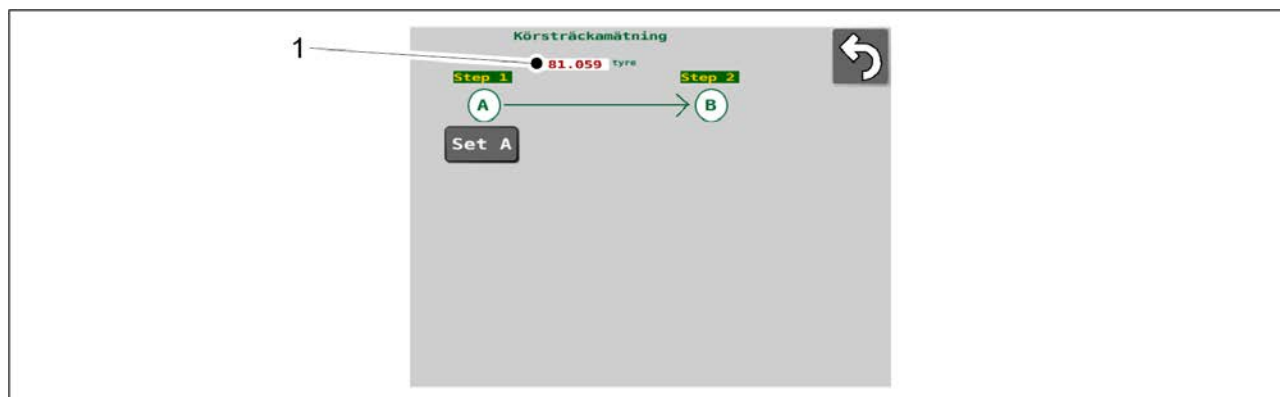 Körsträckamätning
1
81.059 tyre
Step 1 Step 2
A B
Set A